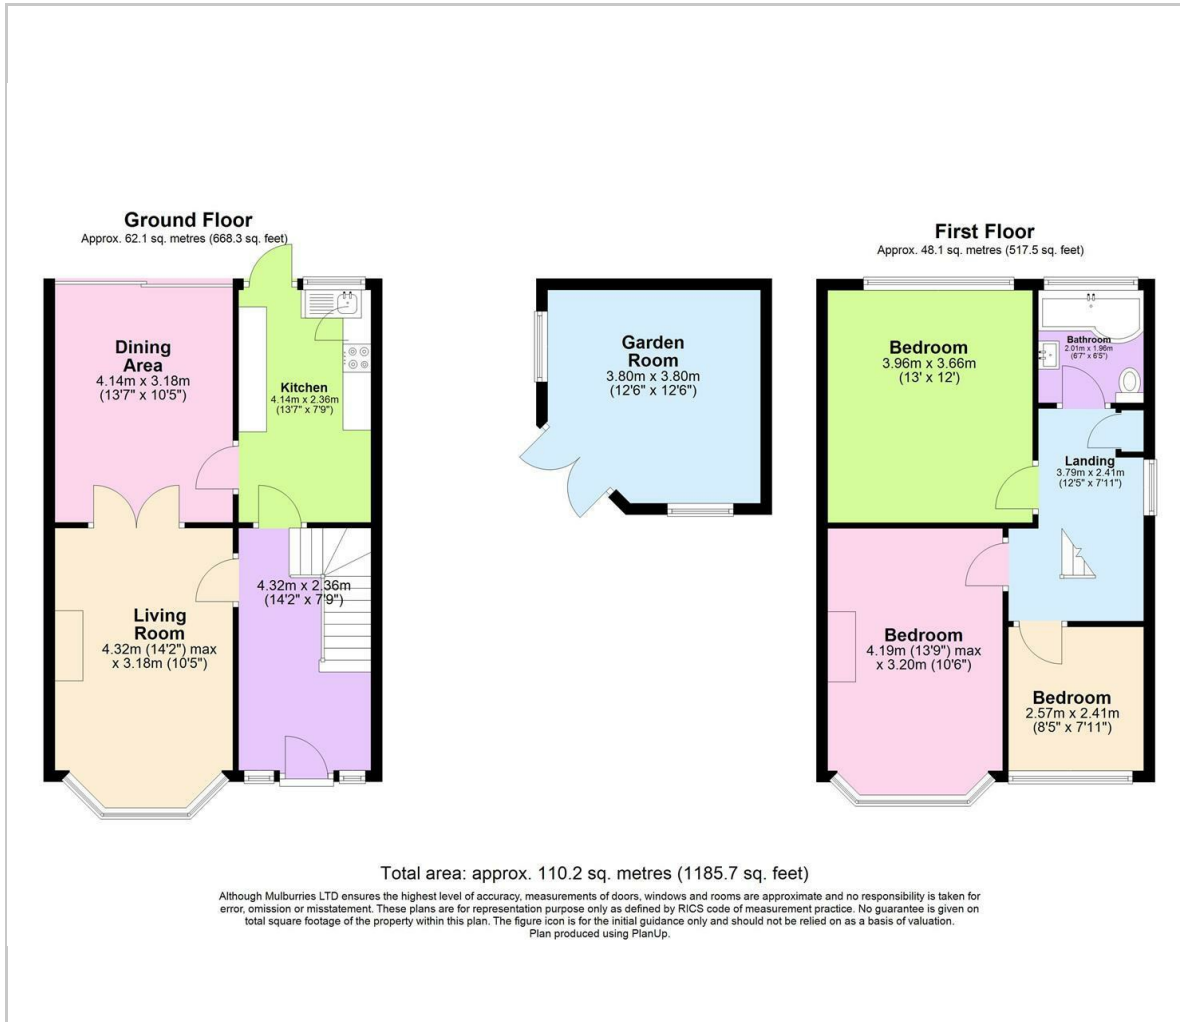 Ground Floor
Approx. 62.1 sq. metres (668.3 sq. feet)
Dining
Area
4.14m x 3.18m
(13'7" x 10'5")
Kitchen
4.14m x 2.36m
(13'7" x 7'9")
Living
Room
4.32m (14'2") max
x 3.18m (10'5")
4.32m x 2.36m
(14'2" x 7'9")
Garden
Room
3.80m x 3.80m
(12'6" x 12'6")
First Floor
Approx. 48.1 sq. metres (517.5 sq. feet)
Bedroom
3.96m x 3.66m
(13' x 12')
Bathroom
2.01m x 1.96m
(6'7" x 6'5")
Landing
3.79m x 2.41m
(12'5" x 7'11")
Bedroom
4.19m (13'9") max
x 3.20m (10'6")
Bedroom
2.57m x 2.41m
(8'5" x 7'11")
Total area: approx. 110.2 sq. metres (1185.7 sq. feet)
Although Mulburries LTD ensures the highest level of accuracy, measurements of doors, windows and rooms are approximate and no responsibility is taken for
error, omission or misstatement. These plans are for representation purpose only as defined by RICS code of measurement practice. No guarantee is given on
total square footage of the property within this plan. The figure icon is for the initial guidance only and should not be relied on as a basis of valuation.
Plan produced using PlanUp.